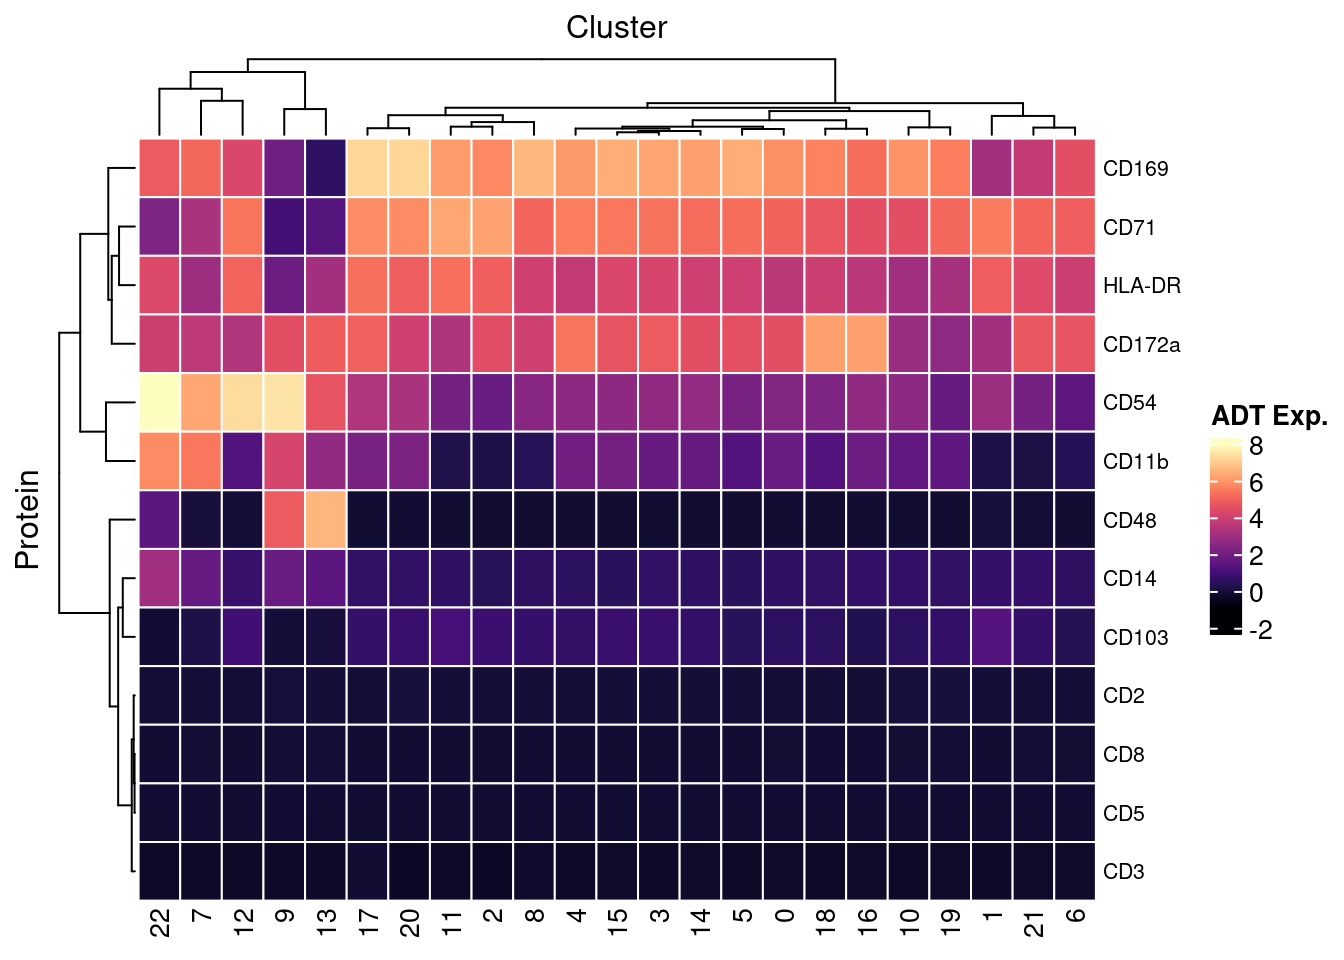 Cluster
CD169
CD71
HLA-DR
CD172a
CD54
CD11b
CD48
CD14
CD103
CD2
CD8
CD5
CD3
Protein
ADT Exp.
8
6
4
2
0
-2
22 7 12 9 13 17 20 11 2 8 4 15 3 14 5 0 18 16 10 19 1 21 6